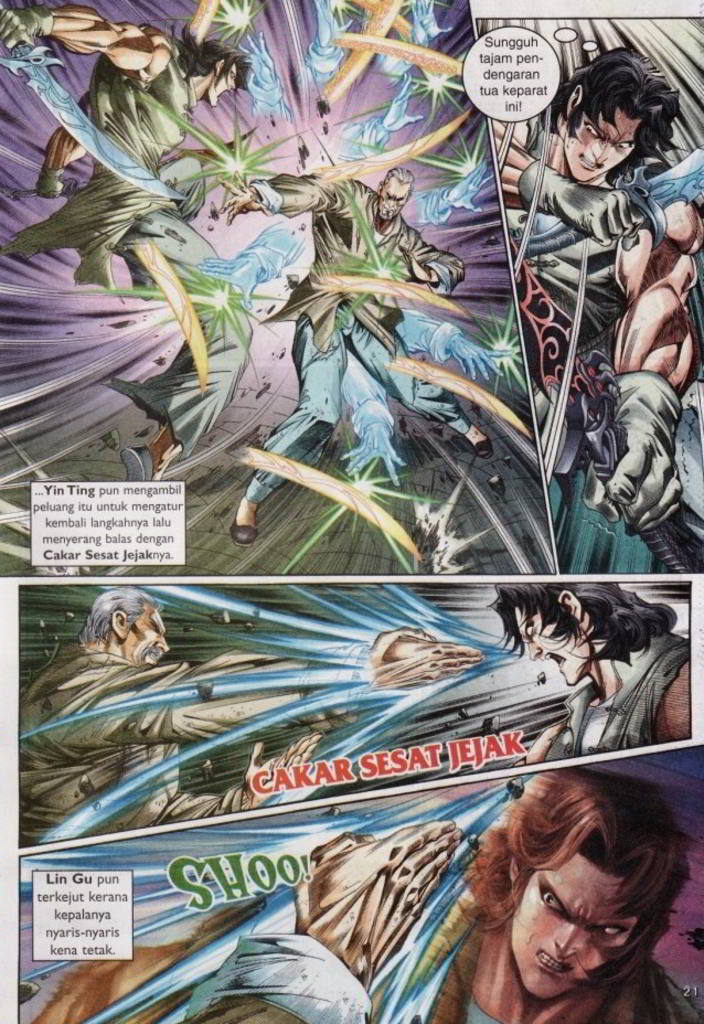 Sungguh
tajam pen-
dengaran
tua keparat
ini!
...Yin Ting pun mengambil
peluang itu untuk mengatur
kembali langkahnya lalu
menyerang balas dengan
Cakar Sesat Jejaknya.
CAKAR SESAT JEJAK
SHOO!
Lin Gu pun
terkejut kerana
kepalanya
nyaris-nyaris
kena tetak.
21